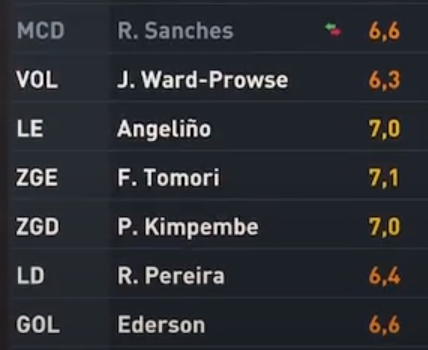 MCD R. Sanches 6,6
VOL J. Ward-Prowse 6,3
LE Angeliño 7,0
ZGE F. Tomori 7,1
ZGD P. Kimpembe 7,0
LD R. Pereira 6,4
GOL Ederson 6,6